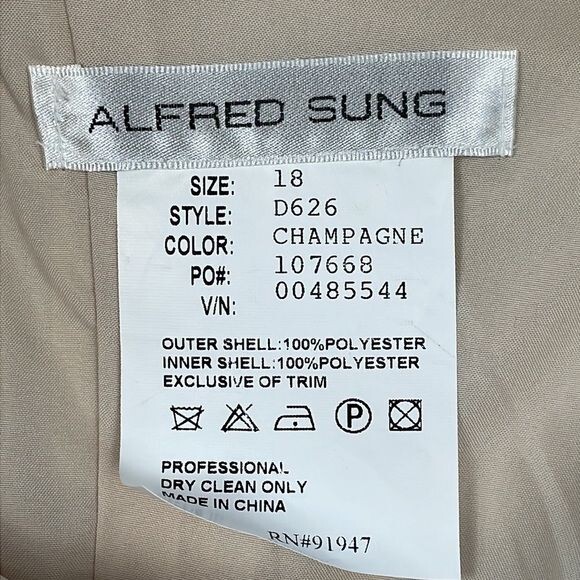 ALFRED SUNG
SIZE: 18
STYLE: D626
COLOR: CHAMPAGNE
PO#: 107668
V/N: 00485544
OUTER SHELL:100%POLYESTER
INNER SHELL:100%POLYESTER
EXCLUSIVE OF TRIM
P
PROFESSIONAL
DRY CLEAN ONLY
MADE IN CHINA
RN#91947